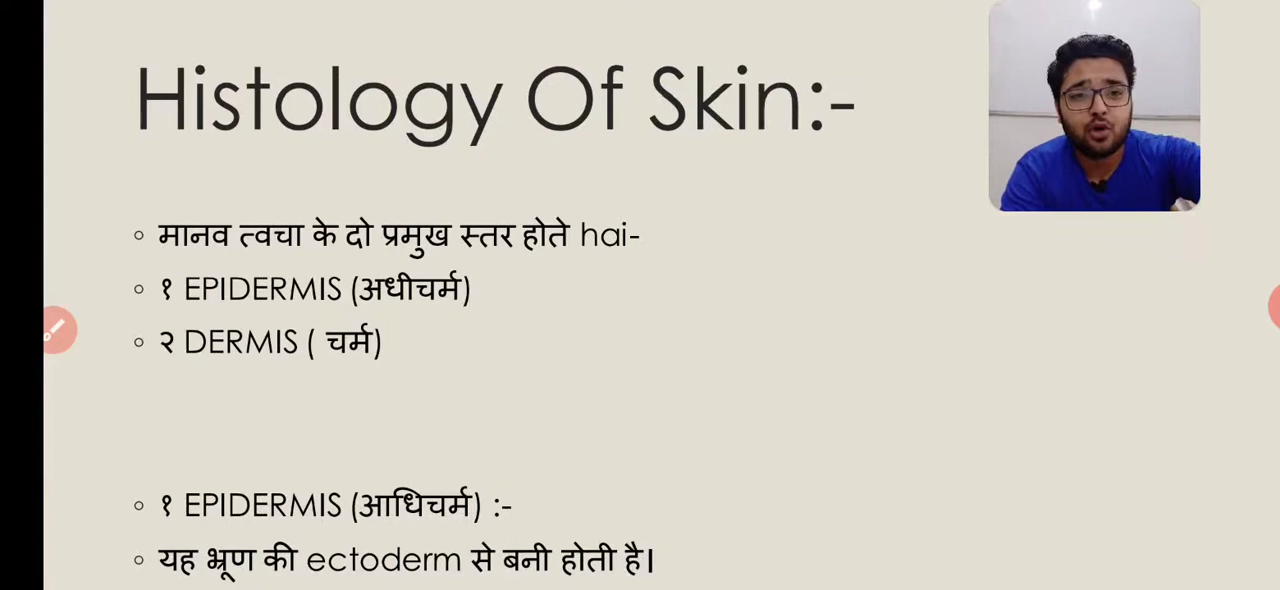 Histology Of Skin:-
मानव त्वचा के दो प्रमुख स्तर होते hai-
१ EPIDERMIS (अधीचर्म)
२ DERMIS ( चर्म)
१ EPIDERMIS (आधिचर्म) :-
यह भ्रूण की ectoderm से बनी होती है।